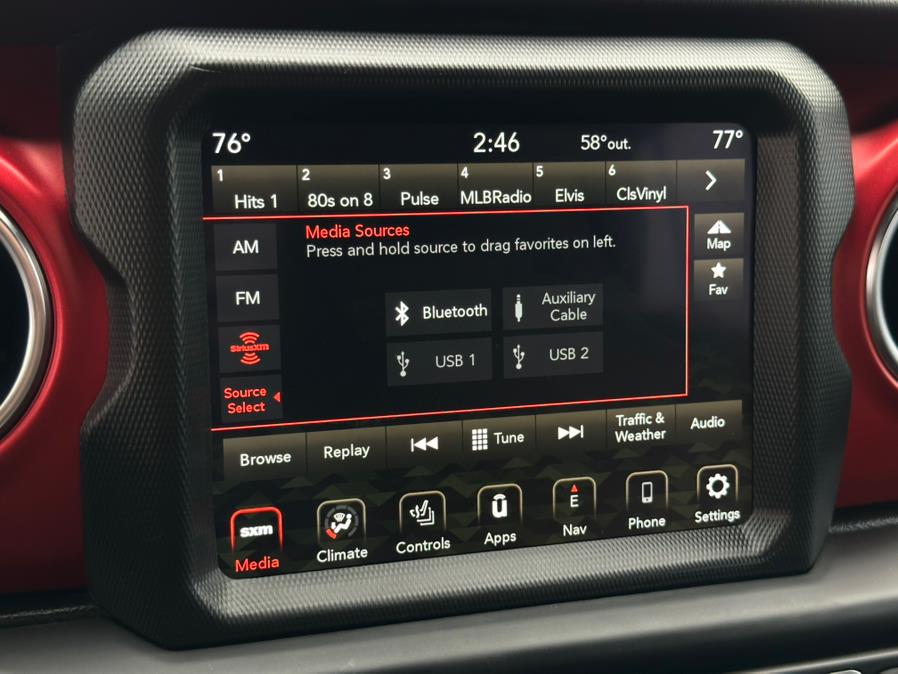 76° 2:46 58°out. 77°
1 2 3 4 5 6
Hits 1 80s on 8 Pulse MLBRadio Elvis ClsVinyl
Media Sources
Press and hold source to drag favorites on left.
AM
FM
SiriusXM
Source
Select
Bluetooth
Auxiliary
Cable
USB 1
USB 2
Map
Fav
Browse
Replay
Tune
Traffic &
Weather
Audio
sxm
Media
Climate
Controls
Apps
E
Nav
Phone
Settings